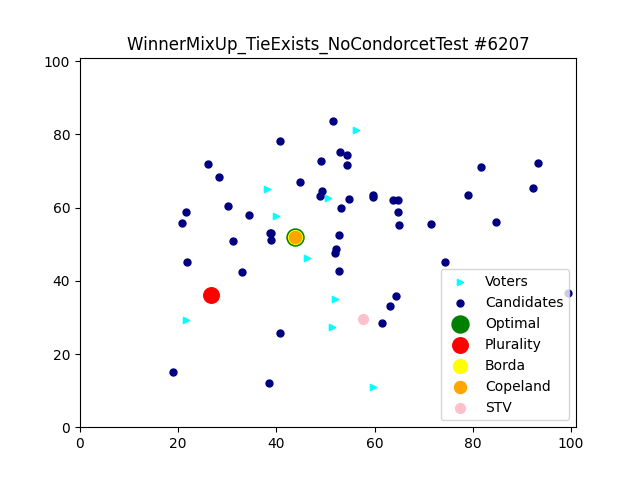 WinnerMixUp_TieExists_NoCondorcetTest #6207
100
80
60
40
20
0
0 20 40 60 80 100
Voters
Candidates
Optimal
Plurality
Borda
Copeland
STV